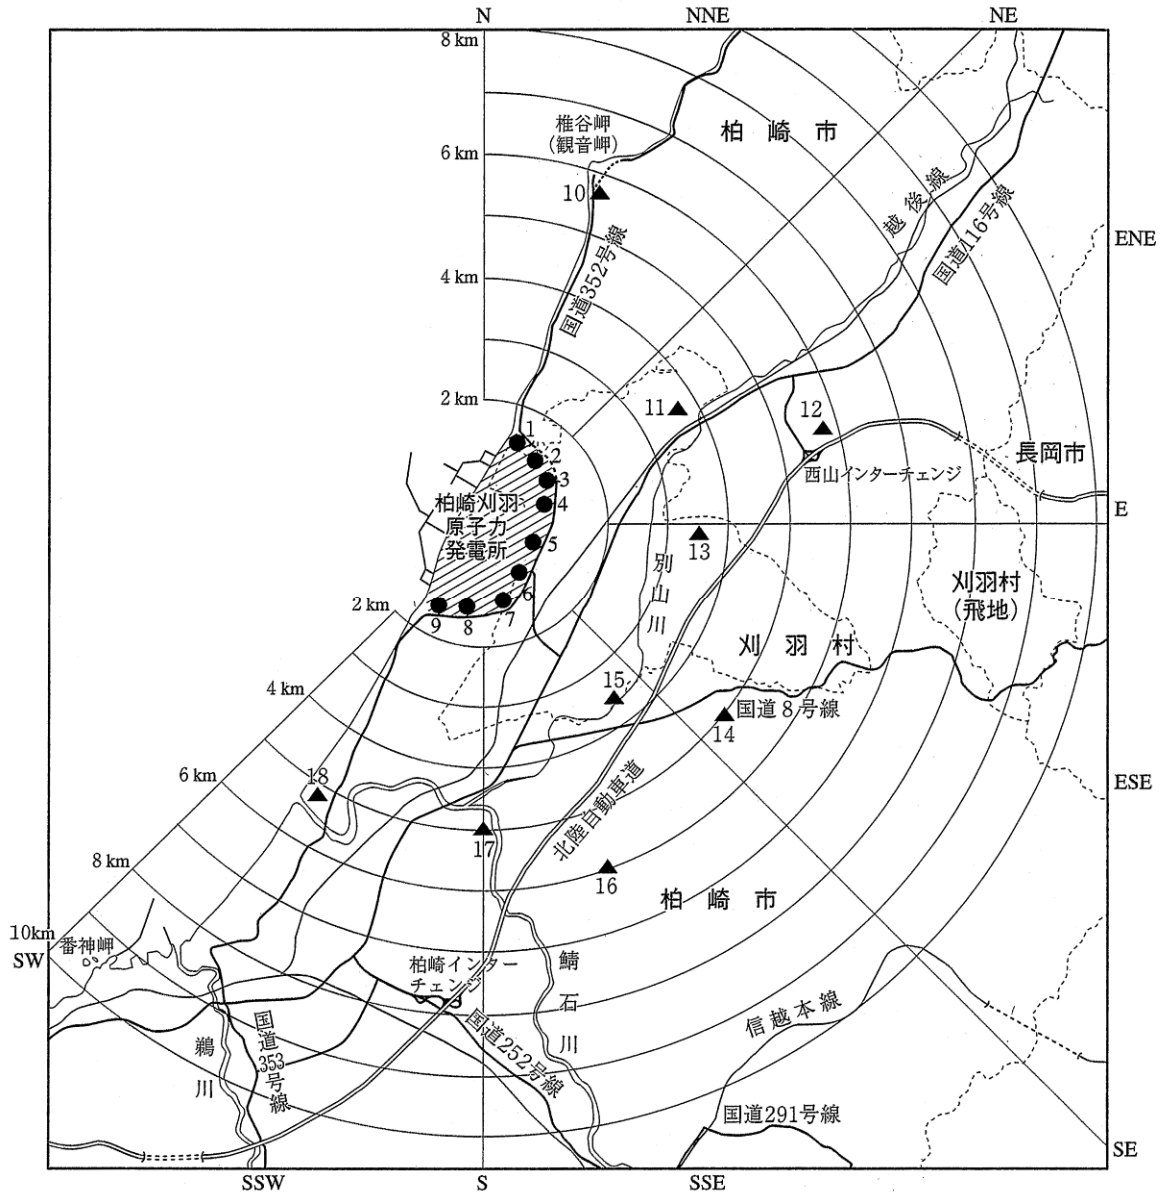 N
NNE
NE
8 km
椎谷岬
(観音岬)
柏崎市
6 km
10
越後線
国道116号線
ENE
国道352号線
4 km
2 km
11
12
1
2
3
4
5
6
7
8
9
柏崎刈羽
原子力
発電所
西山インターチェンジ
長岡市
E
13
別山川
刈羽村
(飛地)
刈羽村
2 km
15
4 km
国道8号線
14
6 km
18
北陸自動車道
ESE
17
16
8 km
柏崎市
10km
番神岬
SW
柏崎インター
チェンジ
鯖石川
信越本線
国道353号線
鵜川
国道252号線
国道291号線
SE
SSW
S
SSE